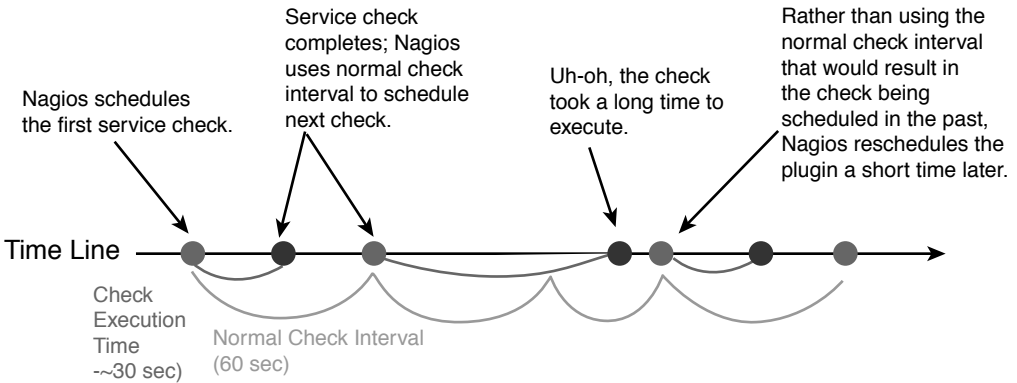 Nagios schedules
the first service check.
Service check
completes; Nagios
uses normal check
interval to schedule
next check.
Uh-oh, the check
took a long time to
execute.
Rather than using the
normal check interval
that would result in
the check being
scheduled in the past,
Nagios reschedules the
plugin a short time later.
Time Line
Check
Execution
Time
-~30 sec)
Normal Check Interval
(60 sec)